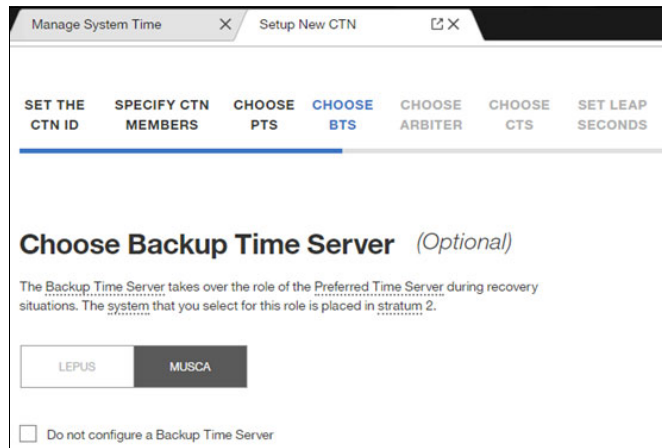 Manage System Time
Setup New CTN
SET THE CTN ID
SPECIFY CTN MEMBERS
CHOOSE PTS
CHOOSE BTS
CHOOSE ARBITER
CHOOSE CTS
SET LEAP SECONDS
Choose Backup Time Server (Optional)
The Backup Time Server takes over the role of the Preferred Time Server during recovery
situations. The system that you select for this role is placed in stratum 2.
LEPUS
MUSCA
Do not configure a Backup Time Server